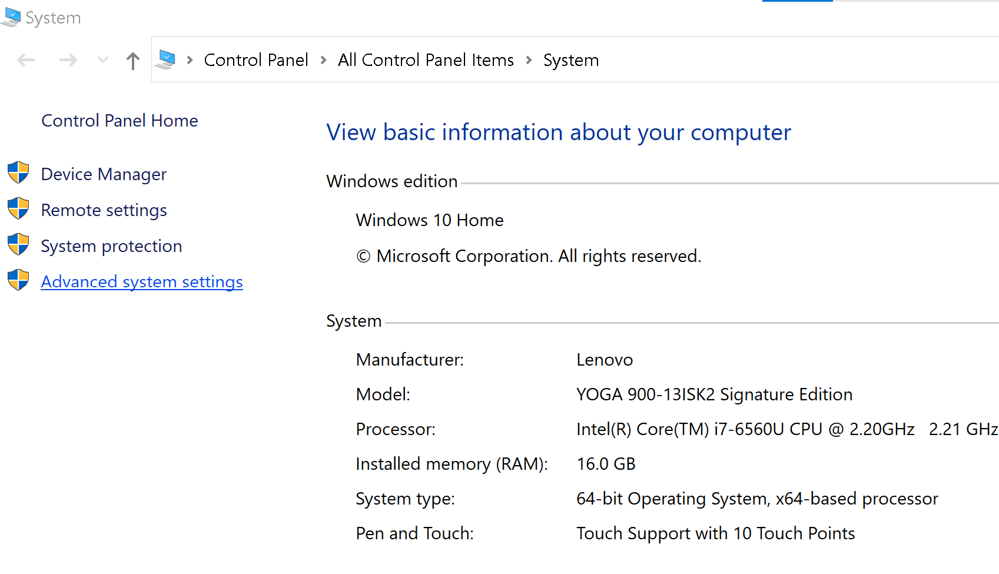 System
Control Panel > All Control Panel Items > System
Control Panel Home
Device Manager
Remote settings
System protection
Advanced system settings
View basic information about your computer
Windows edition
Windows 10 Home
© Microsoft Corporation. All rights reserved.
System
Manufacturer: Lenovo
Model: YOGA 900-13ISK2 Signature Edition
Processor: Intel(R) Core(TM) i7-6560U CPU @ 2.20GHz 2.21 GHz
Installed memory (RAM): 16.0 GB
System type: 64-bit Operating System, x64-based processor
Pen and Touch: Touch Support with 10 Touch Points